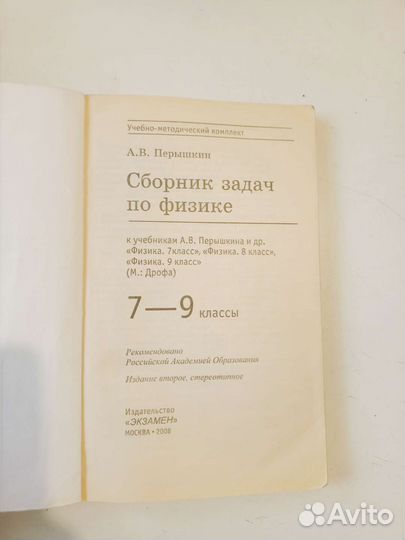 Учебно-методический комплект
А.В. Перышкин
Сборник задач
по физике
к учебникам А.В. Перышкина и др.
«Физика. 7класс», «Физика. 8 класс»,
«Физика. 9 класс»
(М.: Дрофа)
7—9 классы
Рекомендовано
Российской Академией Образования
Издание второе, стереотипное
Издательство
«ЭКЗАМЕН»
МОСКВА • 2008
Avito